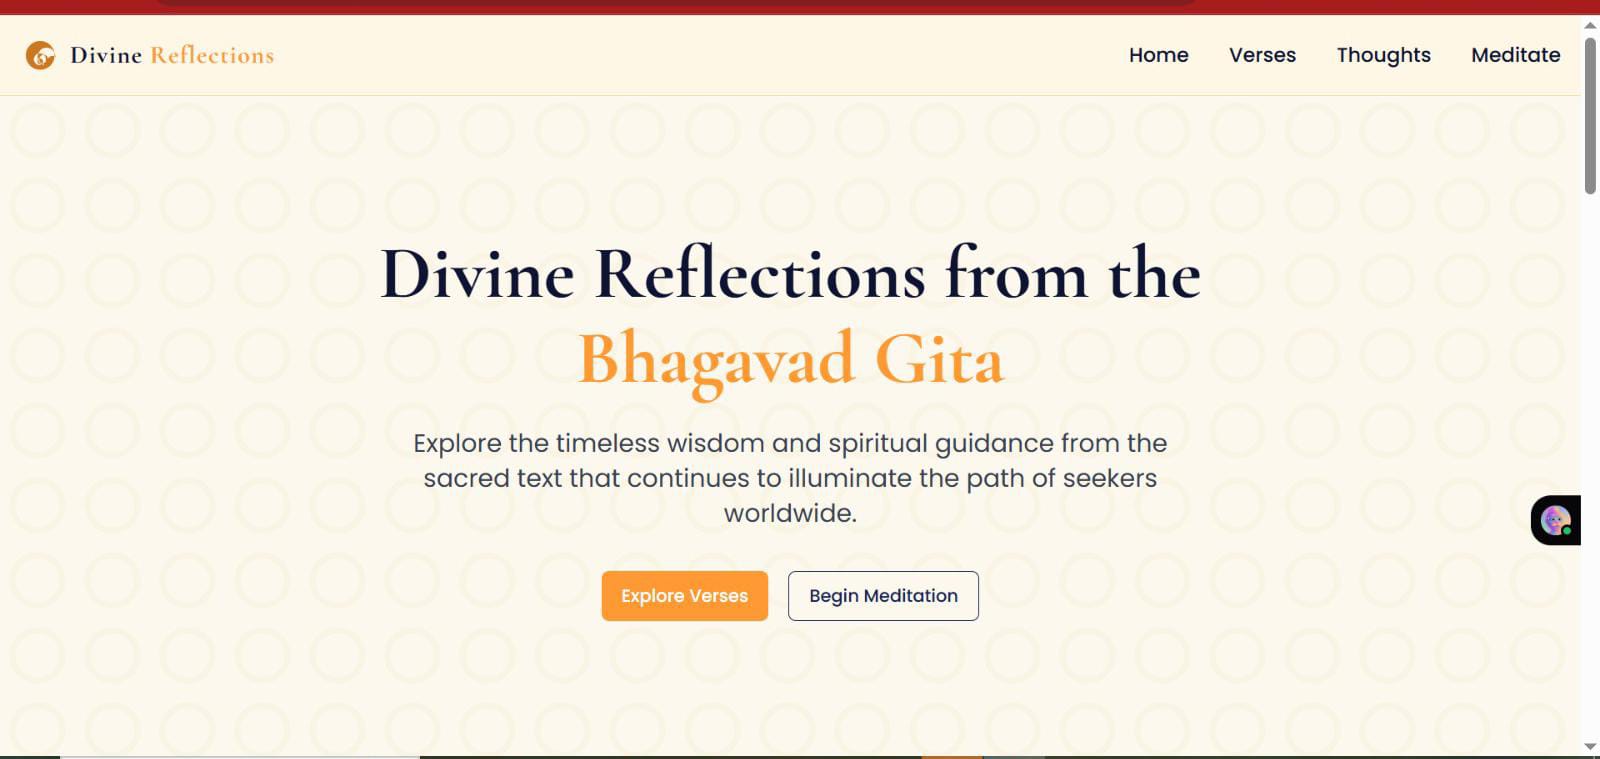 Divine Reflections
Home Verses Thoughts Meditate
Divine Reflections from the
Bhagavad Gita
Explore the timeless wisdom and spiritual guidance from the
sacred text that continues to illuminate the path of seekers
worldwide.
Explore Verses Begin Meditation